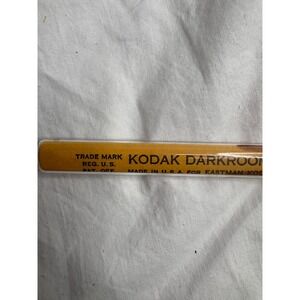 TRADE MARK
REG. U.S.
PAT. OFF.
KODAK DARKROOM
MADE IN U.S.A. FOR EASTMAN